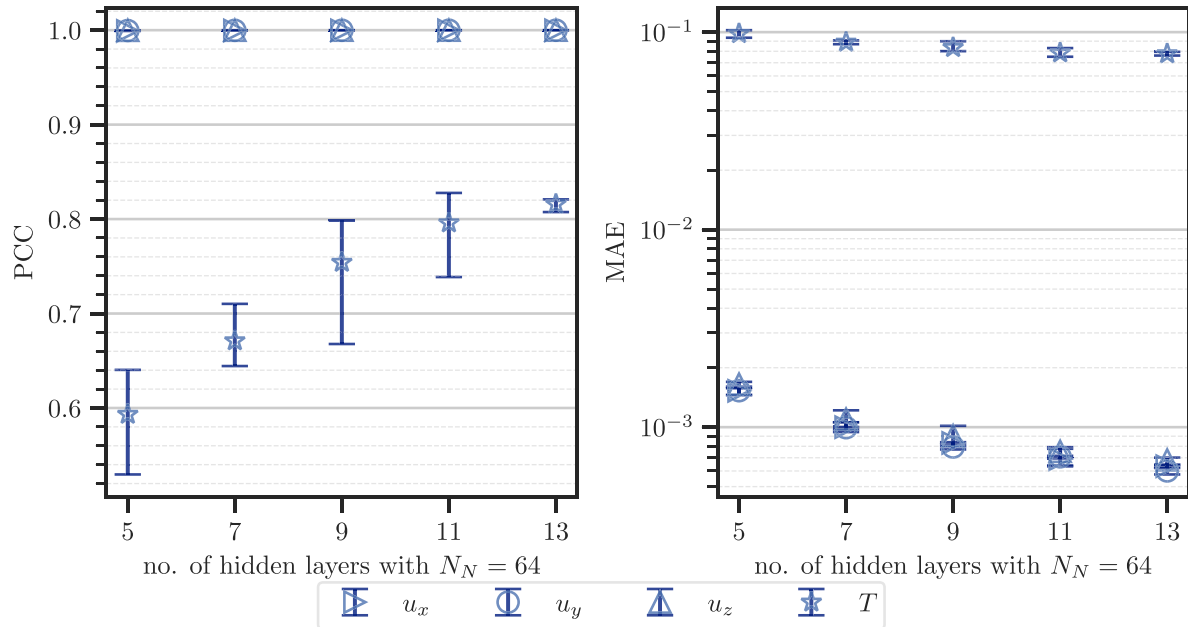 1.0
0.9
0.8
0.7
0.6
PCC
5 7 9 11 13
no. of hidden layers with $N_N = 64$
$10^{-1}$
$10^{-2}$
$10^{-3}$
MAE
5 7 9 11 13
no. of hidden layers with $N_N = 64$
$u_x$ $u_y$ $u_z$ $T$